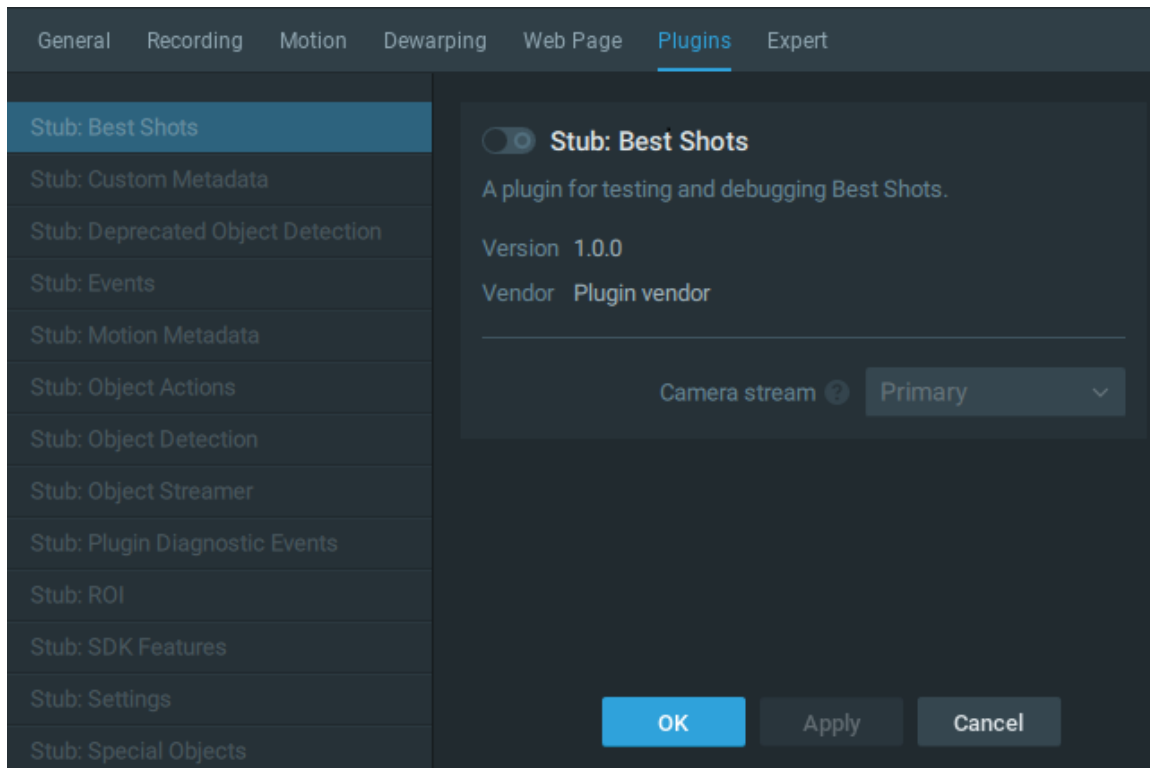 General Recording Motion Dewarping Web Page Plugins Expert
Stub: Best Shots
Stub: Custom Metadata
Stub: Deprecated Object Detection
Stub: Events
Stub: Motion Metadata
Stub: Object Actions
Stub: Object Detection
Stub: Object Streamer
Stub: Plugin Diagnostic Events
Stub: ROI
Stub: SDK Features
Stub: Settings
Stub: Special Objects
Stub: Best Shots
A plugin for testing and debugging Best Shots.
Version 1.0.0
Vendor Plugin vendor
Camera stream ? Primary
OK Apply Cancel